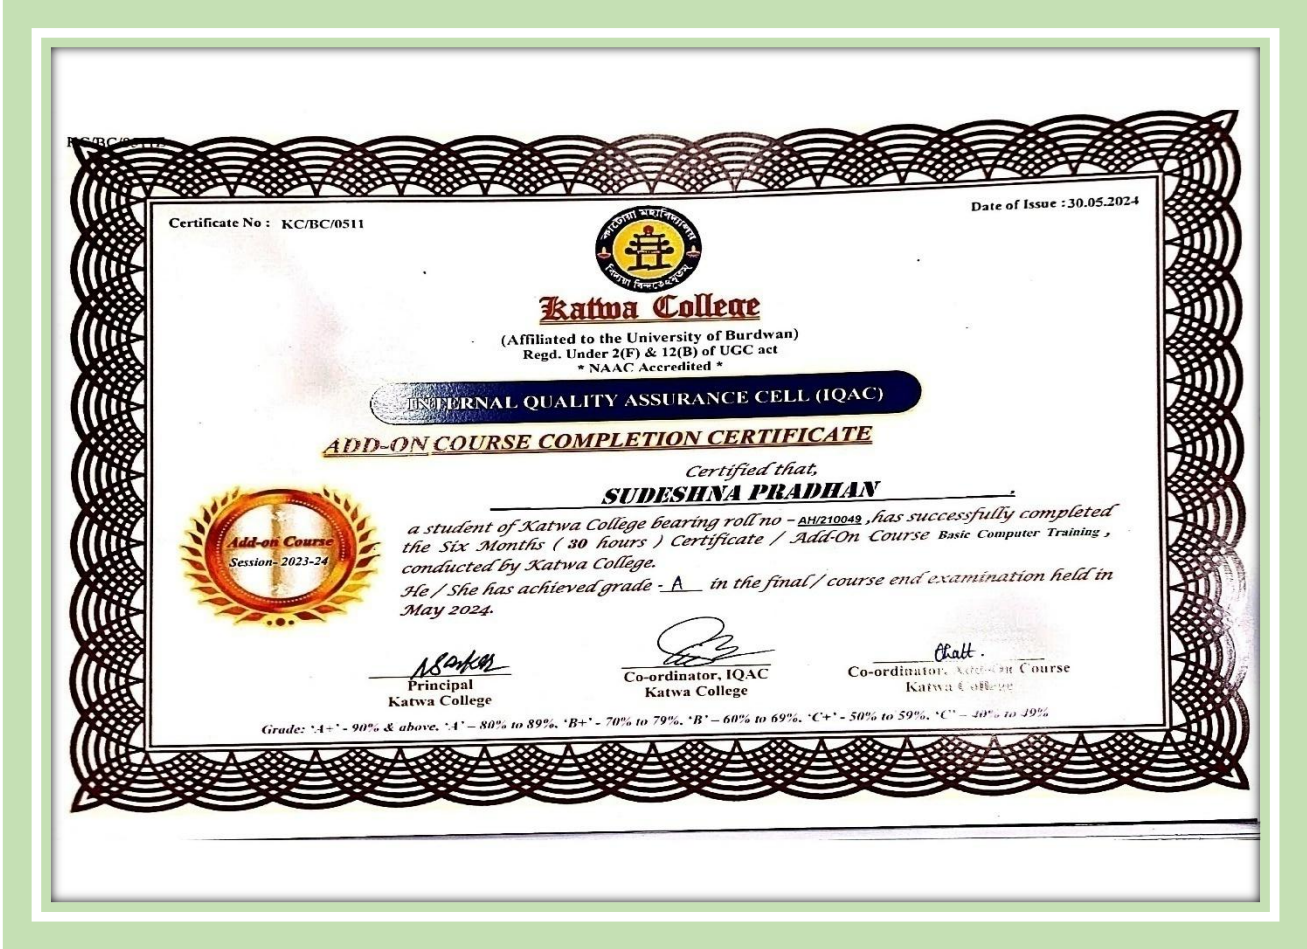 Certificate No : KC/BC/0511
Date of Issue :30.05.2024
কাটোয়া মহাবিদ্যালয়
Katwa College
(Affiliated to the University of Burdwan)
Regd. Under 2(F) & 12(B) of UGC act
* NAAC Accredited *
INTERNAL QUALITY ASSURANCE CELL (IQAC)
ADD-ON COURSE COMPLETION CERTIFICATE
Certified that,
SUDESHNA PRADHAN
a student of Katwa College bearing roll no - AH/210049 ,has successfully completed
the Six Months ( 30 hours ) Certificate / Add-On Course Basic Computer Training ,
conducted by Katwa College.
He / She has achieved grade - A in the final / course end examination held in
May 2024.
Add-on Course
Session- 2023-24
Principal
Katwa College
Co-ordinator, IQAC
Katwa College
Chatt.
Co-ordinator, Add-On Course
Katwa College
Grade: 'A+' - 90% & above. 'A' – 80% to 89%. 'B+' - 70% to 79%. 'B' – 60% to 69%. 'C+' - 50% to 59%. 'C' – 40% to 49%